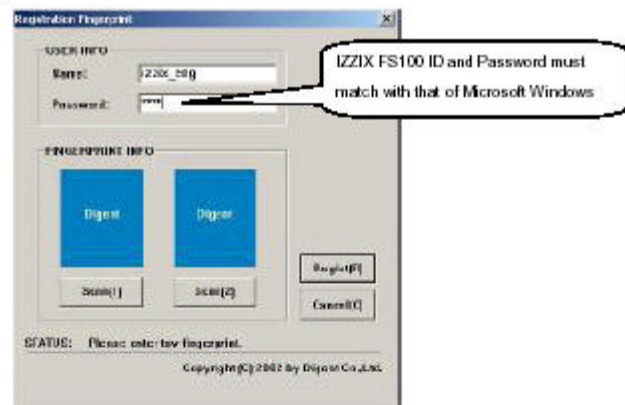 Registration Fingerprint
USER INFO
Name:
Password: ****
IZZIX FS100 ID and Password must
match with that of Microsoft Windows
FINGERPRINT INFO
Digent Digent
Scan(1) Scan(2)
Regist(R)
Cancel(C)
STATUS: Please enter fingerprint.
Copyright(C) 2002 by Digent Co.,Ltd.